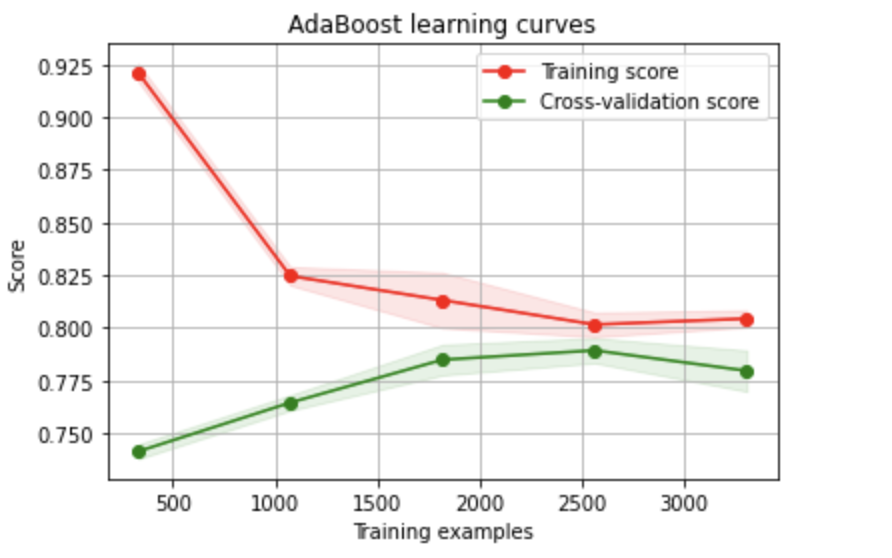 AdaBoost learning curves
Training score
Cross-validation score
0.925
0.900
0.875
0.850
0.825
0.800
0.775
0.750
Score
500 1000 1500 2000 2500 3000
Training examples